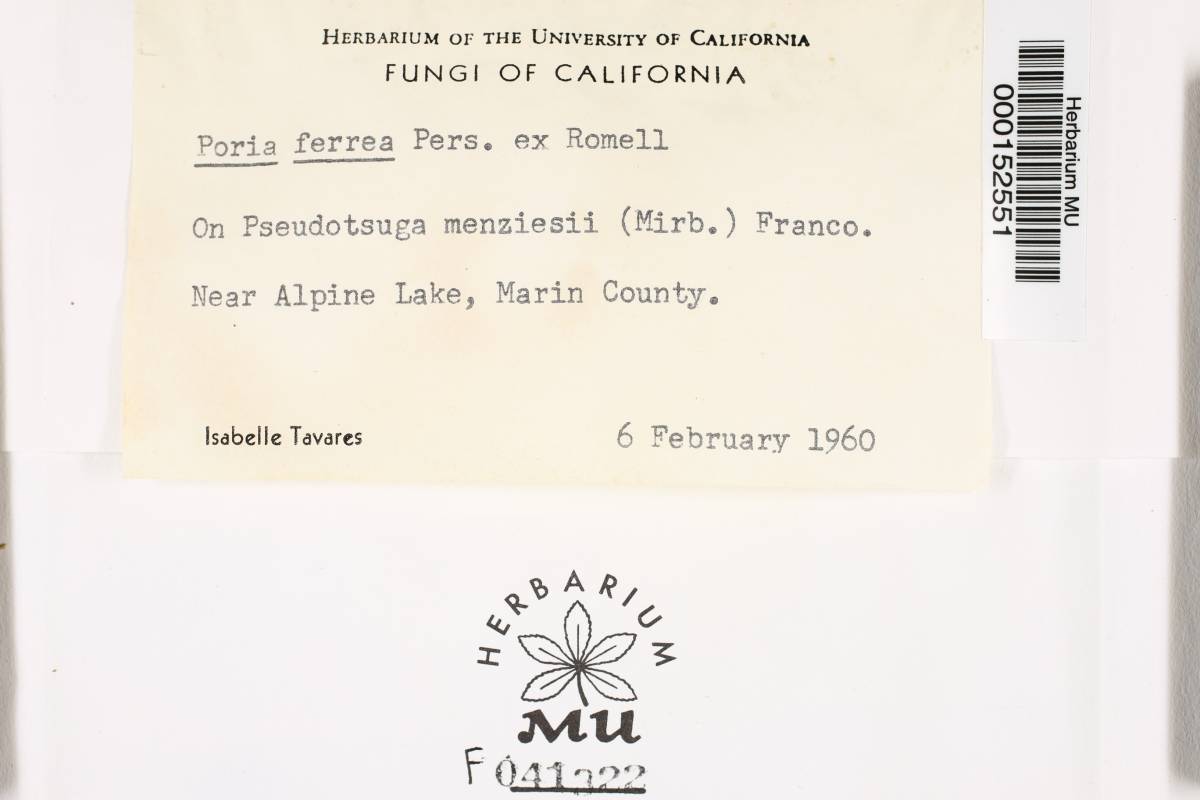 HERBARIUM OF THE UNIVERSITY OF CALIFORNIA
FUNGI OF CALIFORNIA
Poria ferrea Pers. ex Romell
On Pseudotsuga menziesii (Mirb.) Franco.
Near Alpine Lake, Marin County.
Isabelle Tavares 6 February 1960
Herbarium MU
000152551
HERBARIUM
MU
F 041322